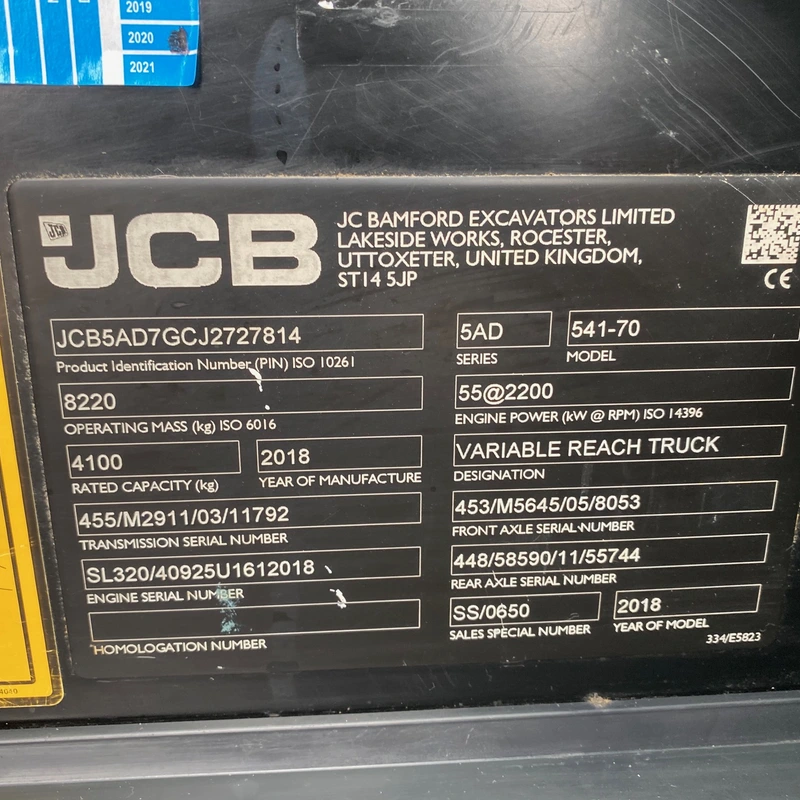 2019
2020
2021
JCB
JCB
JC BAMFORD EXCAVATORS LIMITED
LAKESIDE WORKS, ROCESTER,
UTTOXETER, UNITED KINGDOM,
ST14 5JP
CE
JCB5AD7GCJ2727814
Product Identification Number (PIN) ISO 10261
5AD
SERIES
541-70
MODEL
8220
OPERATING MASS (kg) ISO 6016
55@2200
ENGINE POWER (kW @ RPM) ISO 14396
4100
RATED CAPACITY (kg)
2018
YEAR OF MANUFACTURE
VARIABLE REACH TRUCK
DESIGNATION
455/M2911/03/11792
TRANSMISSION SERIAL NUMBER
453/M5645/05/8053
FRONT AXLE SERIAL NUMBER
SL320/40925U1612018
ENGINE SERIAL NUMBER
448/58590/11/55744
REAR AXLE SERIAL NUMBER
HOMOLOGATION NUMBER
SS/0650
SALES SPECIAL NUMBER
2018
YEAR OF MODEL
334/E5823